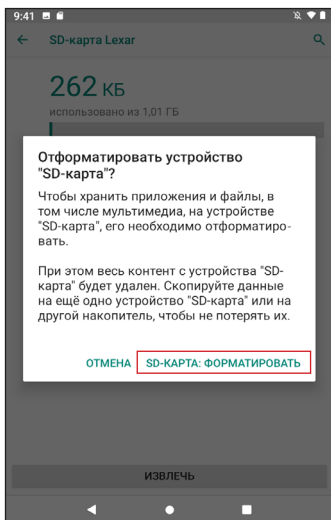 9:41
SD-карта Lexar
262 КБ
использовано из 1,01 ГБ
Отформатировать устройство
"SD-карта"?
Чтобы хранить приложения и файлы, в
том числе мультимедиа, на устройстве
"SD-карта", его необходимо отформатиро-
вать.
При этом весь контент с устройства "SD-
карта" будет удален. Скопируйте данные
на ещё одно устройство "SD-карта" или на
другой накопитель, чтобы не потерять их.
ОТМЕНА SD-КАРТА: ФОРМАТИРОВАТЬ
ИЗВЛЕЧЬ